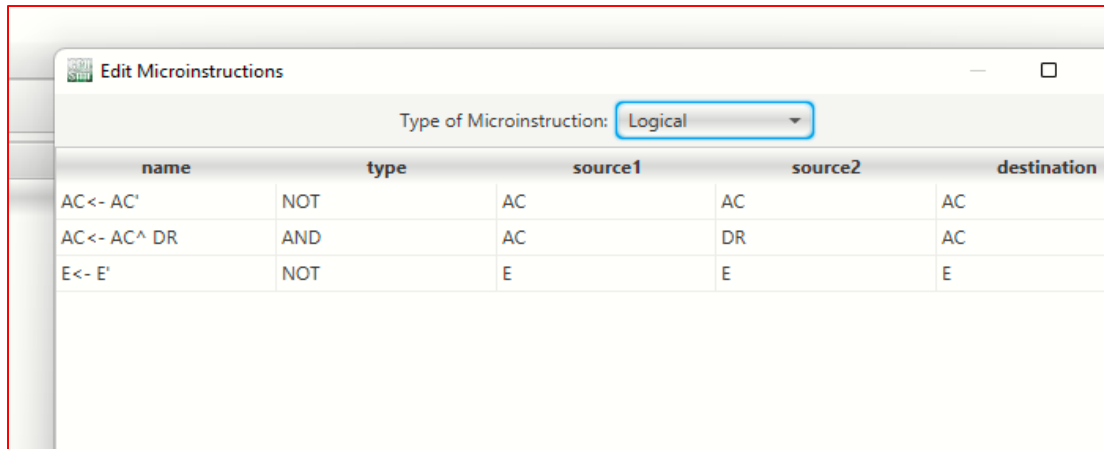 Edit Microinstructions
Type of Microinstruction: Logical
name type source1 source2 destination
AC<- AC' NOT AC AC AC
AC<- AC^ DR AND AC DR AC
E<- E' NOT E E E